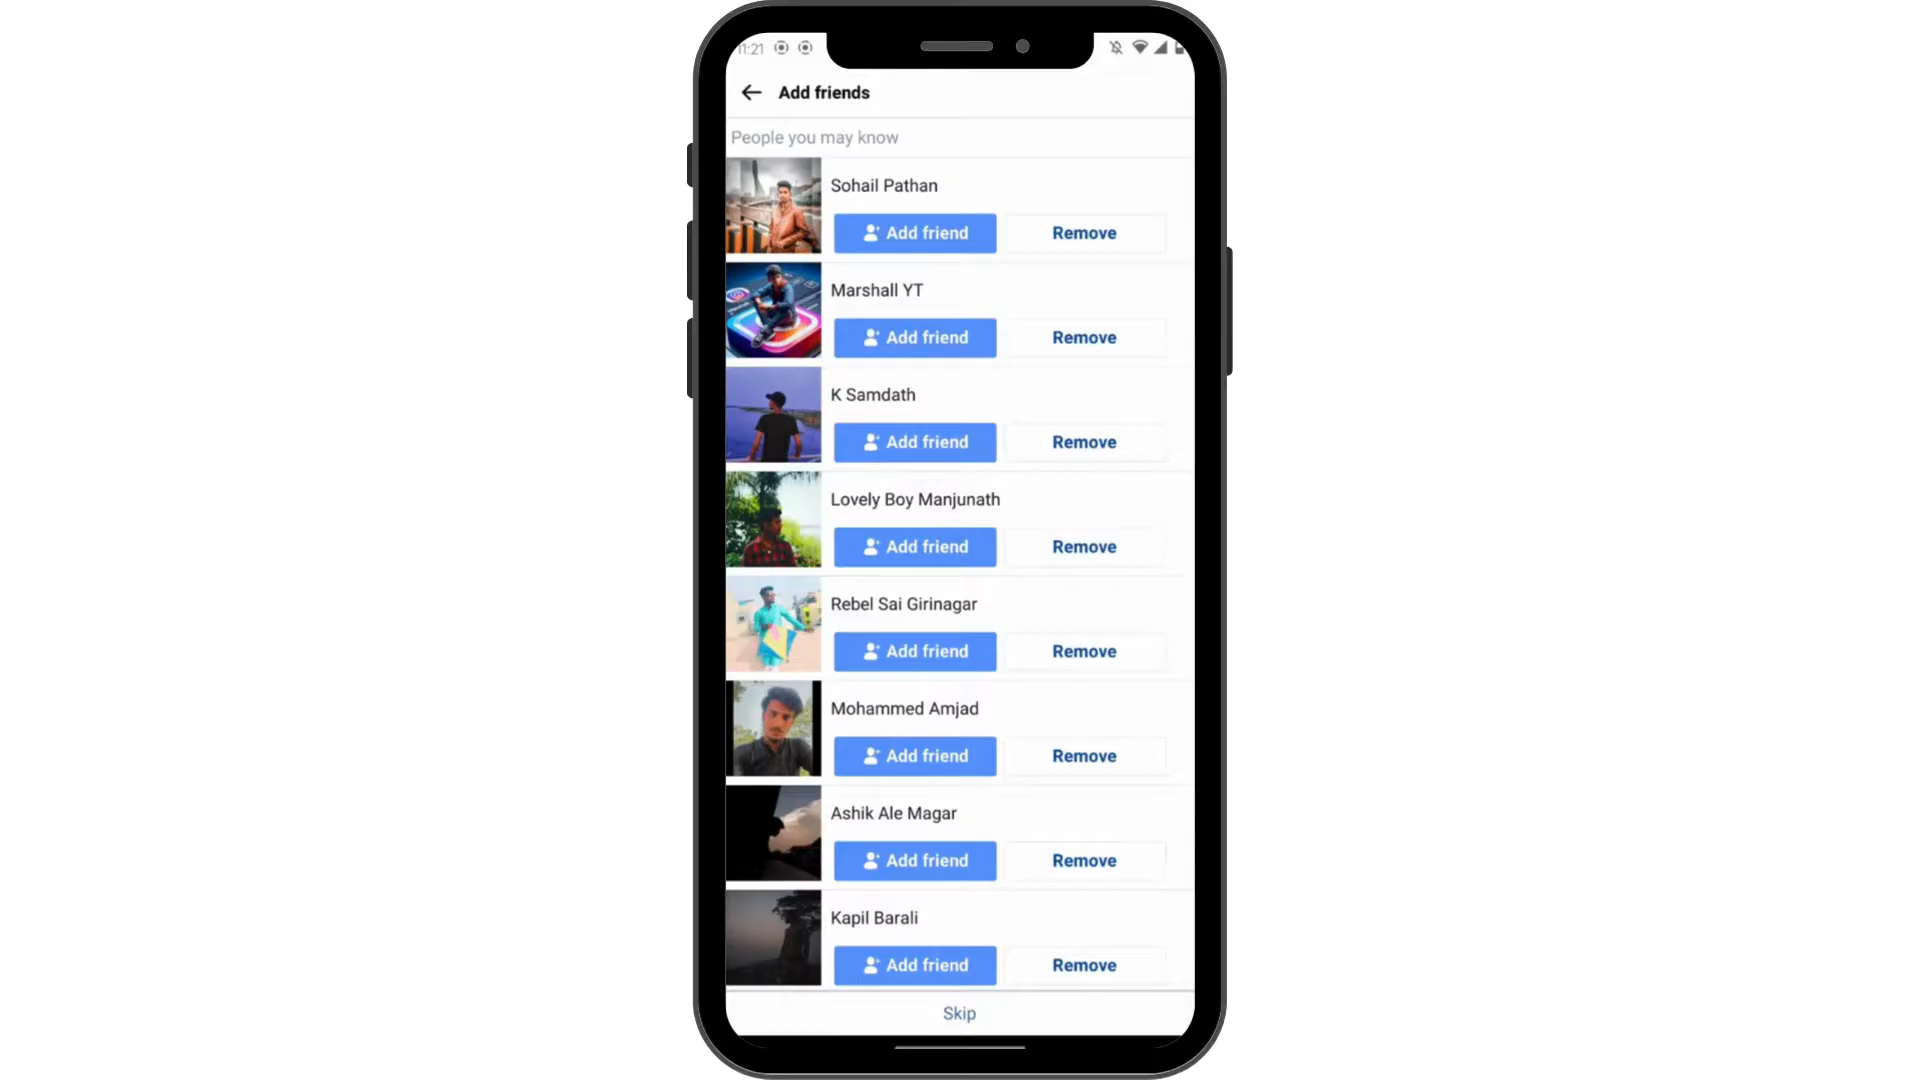 11:21
Add friends
People you may know
Sohail Pathan
Add friend Remove
Marshall YT
Add friend Remove
K Samdath
Add friend Remove
Lovely Boy Manjunath
Add friend Remove
Rebel Sai Girinagar
Add friend Remove
Mohammed Amjad
Add friend Remove
Ashik Ale Magar
Add friend Remove
Kapil Barali
Add friend Remove
Skip